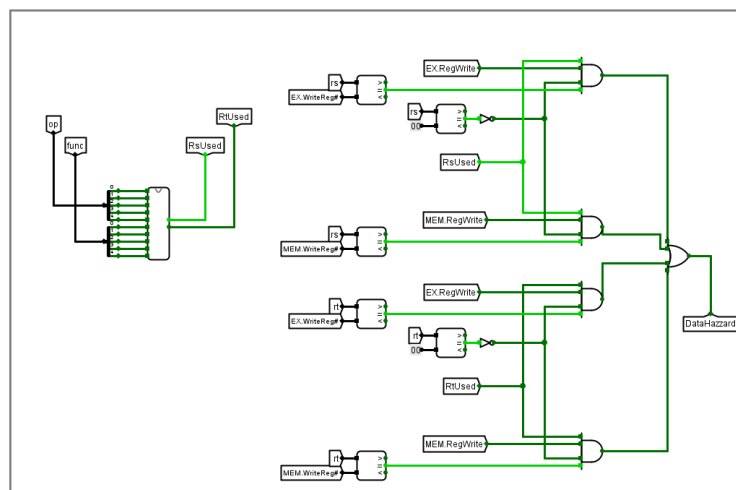 op
func
RsUsed
RtUsed
EX.RegWrite
rs
EX.WriteReg#
>
=
<
rs
00
>
=
<
RsUsed
MEM.RegWrite
rs
MEM.WriteReg#
>
=
<
EX.RegWrite
rt
EX.WriteReg#
>
=
<
rt
00
>
=
<
RtUsed
DataHazzard
MEM.RegWrite
rt
MEM.WriteReg#
>
=
<